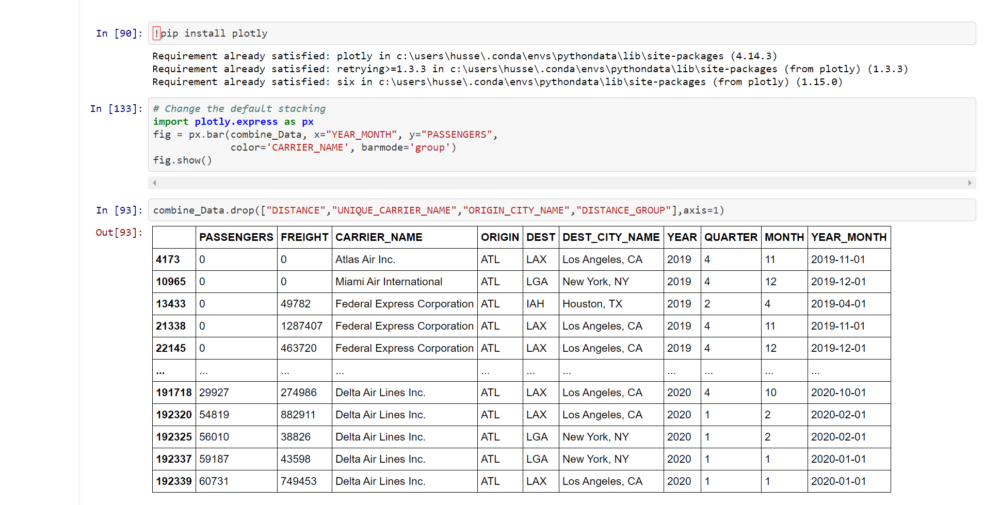 In [90]: !pip install plotly
Requirement already satisfied: plotly in c:\users\husse\.conda\envs\pythondata\lib\site-packages (4.14.3)
Requirement already satisfied: retrying>=1.3.3 in c:\users\husse\.conda\envs\pythondata\lib\site-packages (from plotly) (1.3.3)
Requirement already satisfied: six in c:\users\husse\.conda\envs\pythondata\lib\site-packages (from plotly) (1.15.0)
In [133]: # Change the default stacking
import plotly.express as px
fig = px.bar(combine_Data, x="YEAR_MONTH", y="PASSENGERS",
             color='CARRIER_NAME', barmode='group')
fig.show()
In [93]: combine_Data.drop(["DISTANCE","UNIQUE_CARRIER_NAME","ORIGIN_CITY_NAME","DISTANCE_GROUP"],axis=1)
Out[93]:
PASSENGERS FREIGHT CARRIER_NAME ORIGIN DEST DEST_CITY_NAME YEAR QUARTER MONTH YEAR_MONTH
4173 0 0 Atlas Air Inc. ATL LAX Los Angeles, CA 2019 4 11 2019-11-01
10965 0 0 Miami Air International ATL LGA New York, NY 2019 4 12 2019-12-01
13433 0 49782 Federal Express Corporation ATL IAH Houston, TX 2019 2 4 2019-04-01
21338 0 1287407 Federal Express Corporation ATL LAX Los Angeles, CA 2019 4 11 2019-11-01
22145 0 463720 Federal Express Corporation ATL LAX Los Angeles, CA 2019 4 12 2019-12-01
... ... ... ... ... ... ... ... ... ... ...
191718 29927 274986 Delta Air Lines Inc. ATL LAX Los Angeles, CA 2020 4 10 2020-10-01
192320 54819 882911 Delta Air Lines Inc. ATL LAX Los Angeles, CA 2020 1 2 2020-02-01
192325 56010 38826 Delta Air Lines Inc. ATL LGA New York, NY 2020 1 2 2020-02-01
192337 59187 43598 Delta Air Lines Inc. ATL LGA New York, NY 2020 1 1 2020-01-01
192339 60731 749453 Delta Air Lines Inc. ATL LAX Los Angeles, CA 2020 1 1 2020-01-01